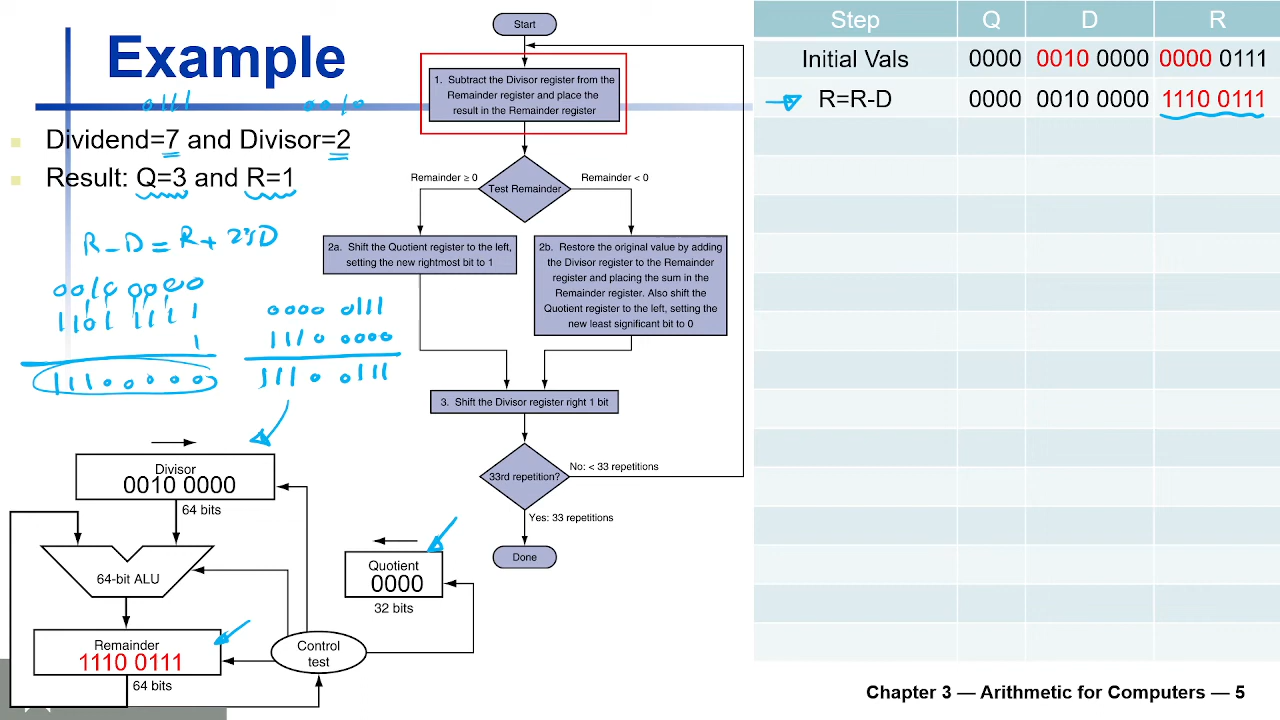 Example
0111
0010
Dividend=7 and Divisor=2
Result: Q=3 and R=1
R-D=R+2'sD
0010 0000
1101 1111
1
11100000
0000 0111
1110 0000
1110 0111
Divisor
0010 0000
64 bits
64-bit ALU
Remainder
1110 0111
64 bits
Quotient
0000
32 bits
Control
test
Start
1. Subtract the Divisor register from the
Remainder register and place the
result in the Remainder register
Remainder ≥ 0
Test Remainder
Remainder < 0
2a. Shift the Quotient register to the left,
setting the new rightmost bit to 1
2b. Restore the original value by adding
the Divisor register to the Remainder
register and placing the sum in the
Remainder register. Also shift the
Quotient register to the left, setting the
new least significant bit to 0
3. Shift the Divisor register right 1 bit
33rd repetition?
No: < 33 repetitions
Yes: 33 repetitions
Done
Step Q D R
Initial Vals 0000 0010 0000 0000 0111
R=R-D 0000 0010 0000 1110 0111
Chapter 3 — Arithmetic for Computers — 5